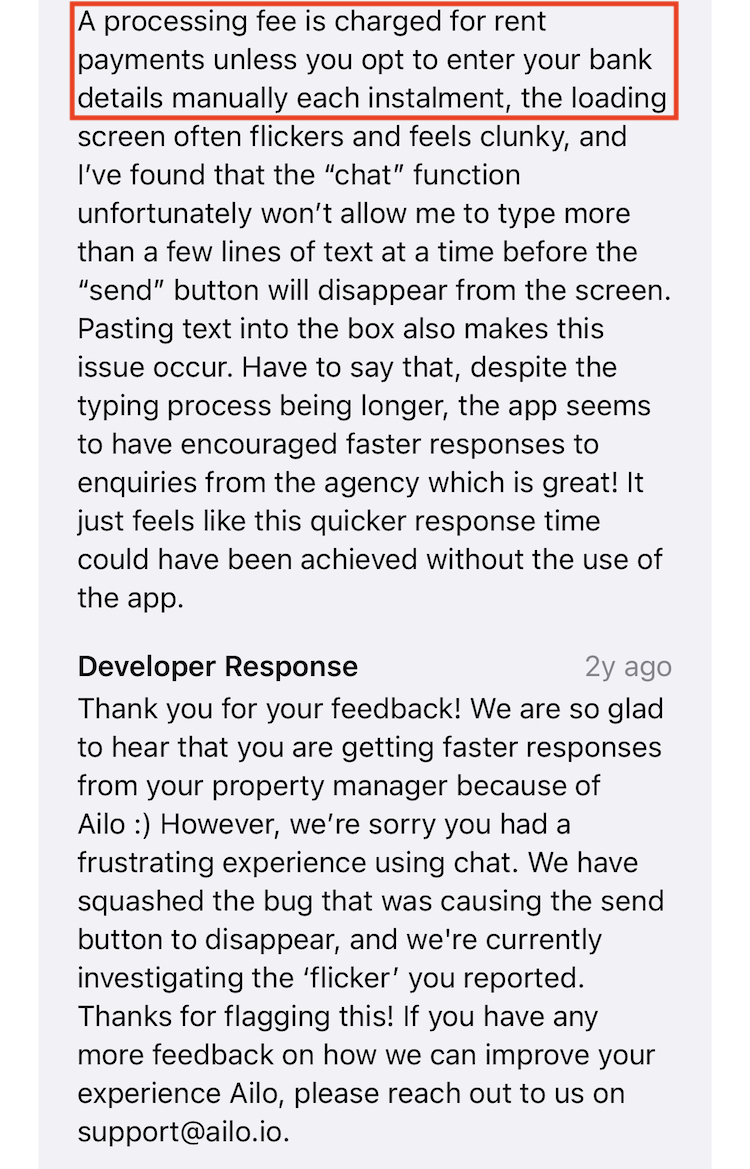 A processing fee is charged for rent
payments unless you opt to enter your bank
details manually each instalment, the loading
screen often flickers and feels clunky, and
I’ve found that the “chat” function
unfortunately won’t allow me to type more
than a few lines of text at a time before the
“send” button will disappear from the screen.
Pasting text into the box also makes this
issue occur. Have to say that, despite the
typing process being longer, the app seems
to have encouraged faster responses to
enquiries from the agency which is great! It
just feels like this quicker response time
could have been achieved without the use of
the app.
Developer Response 2y ago
Thank you for your feedback! We are so glad
to hear that you are getting faster responses
from your property manager because of
Ailo :) However, we’re sorry you had a
frustrating experience using chat. We have
squashed the bug that was causing the send
button to disappear, and we're currently
investigating the ‘flicker’ you reported.
Thanks for flagging this! If you have any
more feedback on how we can improve your
experience Ailo, please reach out to us on
support@ailo.io.